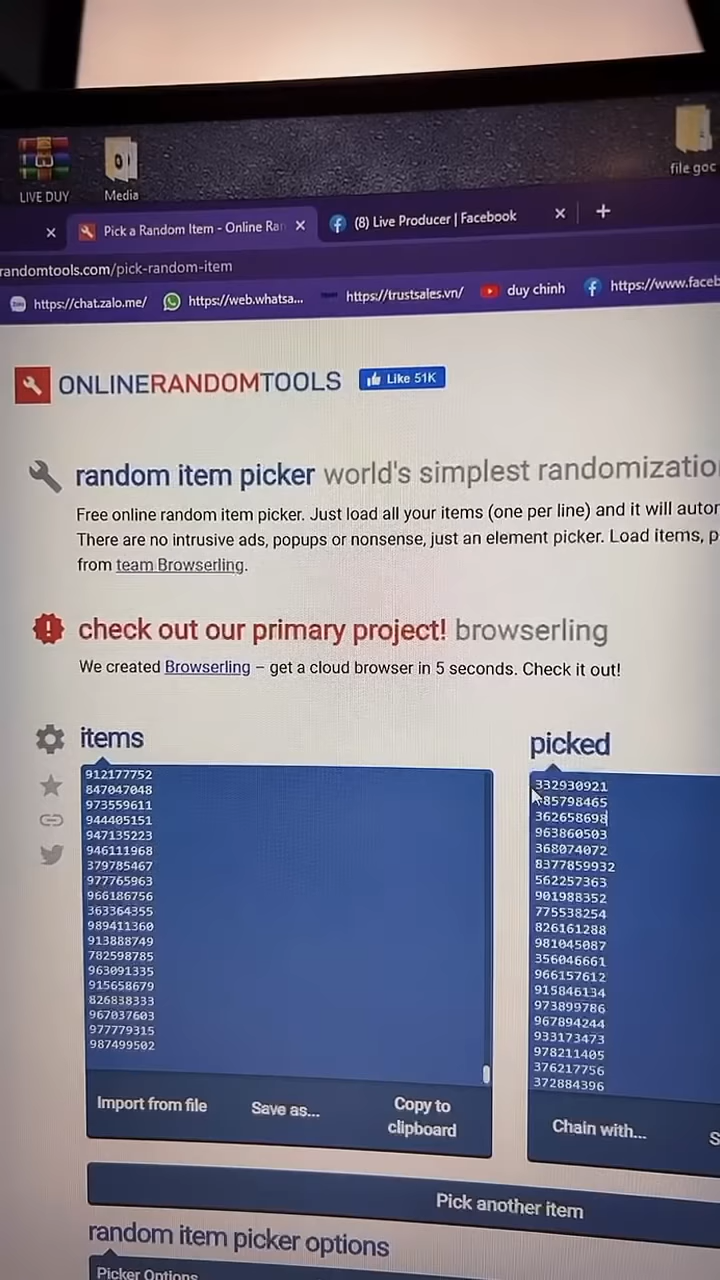 LIVE DUY
Media
file goc
Pick a Random Item - Online Ran
(8) Live Producer | Facebook
randomtools.com/pick-random-item
https://chat.zalo.me/
https://web.whatsa...
https://trustsales.vn/
duy chinh
https://www.faceb
ONLINERANDOMTOOLS
Like 51K
random item picker world's simplest randomizatio
Free online random item picker. Just load all your items (one per line) and it will autor
There are no intrusive ads, popups or nonsense, just an element picker. Load items, p
from team Browserling.
check out our primary project! browserling
We created Browserling – get a cloud browser in 5 seconds. Check it out!
items
912177752
847047048
973559611
944405151
947135223
946111968
379785467
977765963
966186756
363364355
989411360
913888749
782598785
963091335
915658679
826838333
967037603
977779315
987499502
Import from file
Save as...
Copy to
clipboard
picked
332930921
85798465
362658698
963860503
368074072
8377859932
562257363
901988352
775538254
826161288
981045087
356046661
966157612
915846134
973899786
967894244
933173473
978211405
376217756
372884396
Chain with...
S
Pick another item
random item picker options
Picker Options